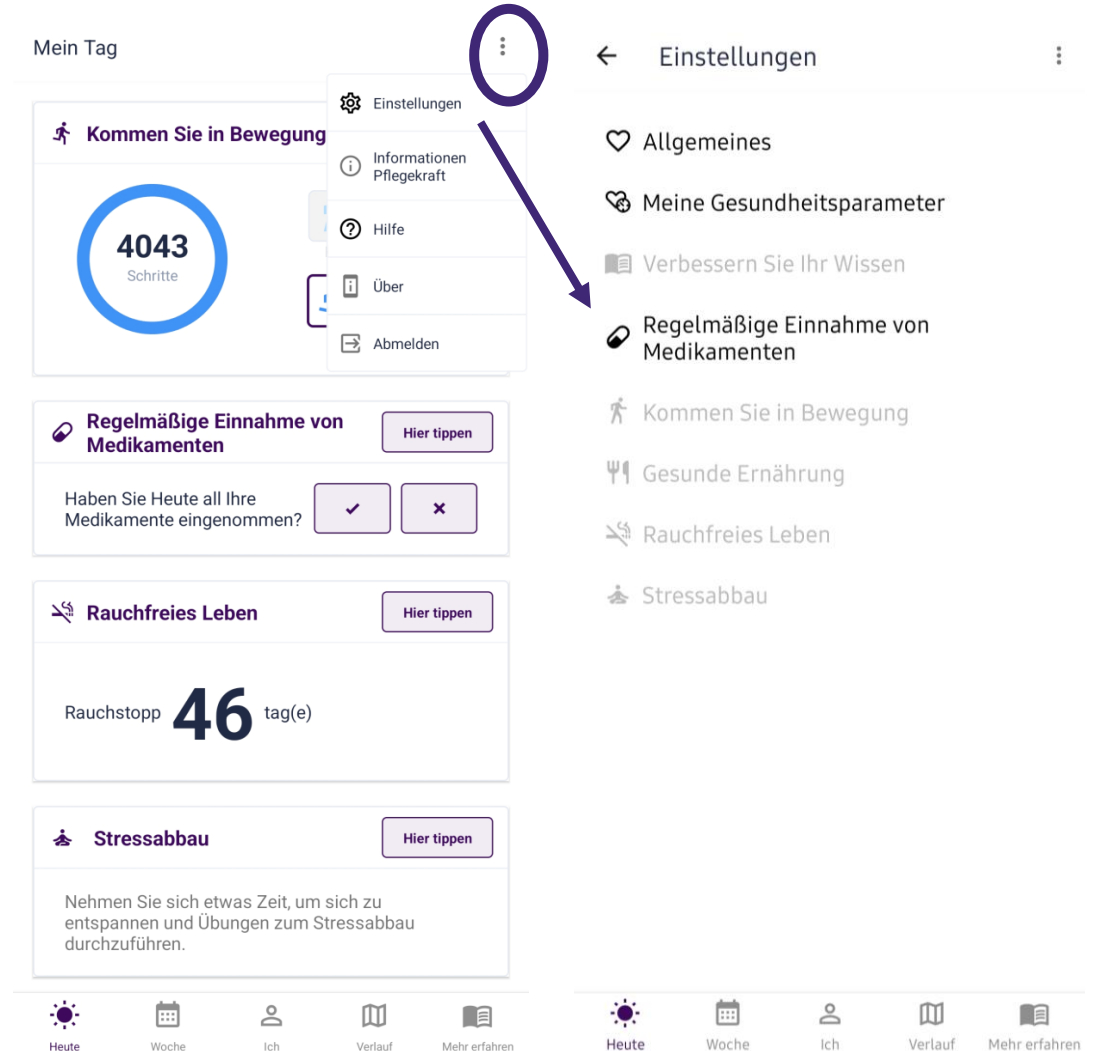 Mein Tag
Einstellungen
Informationen
Pflegekraft
Hilfe
Über
Abmelden
Kommen Sie in Bewegung
4043
Schritte
Regelmäßige Einnahme von
Medikamenten
Hier tippen
Haben Sie Heute all Ihre
Medikamente eingenommen?
Rauchfreies Leben
Hier tippen
Rauchstopp 46 tag(e)
Stressabbau
Hier tippen
Nehmen Sie sich etwas Zeit, um sich zu
entspannen und Übungen zum Stressabbau
durchzuführen.
Heute Woche Ich Verlauf Mehr erfahren
Einstellungen
Allgemeines
Meine Gesundheitsparameter
Verbessern Sie Ihr Wissen
Regelmäßige Einnahme von
Medikamenten
Kommen Sie in Bewegung
Gesunde Ernährung
Rauchfreies Leben
Stressabbau
Heute Woche Ich Verlauf Mehr erfahren